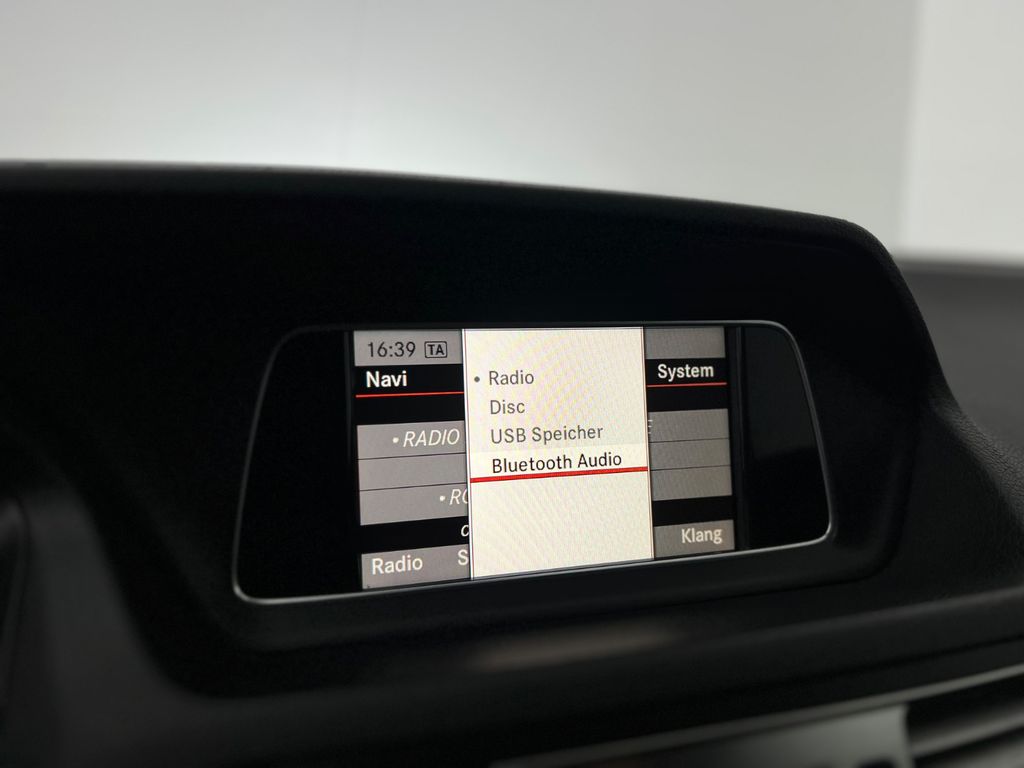 16:39 TA
Navi
System
• Radio
Disc
USB Speicher
Bluetooth Audio
• RADIO
Radio
Klang